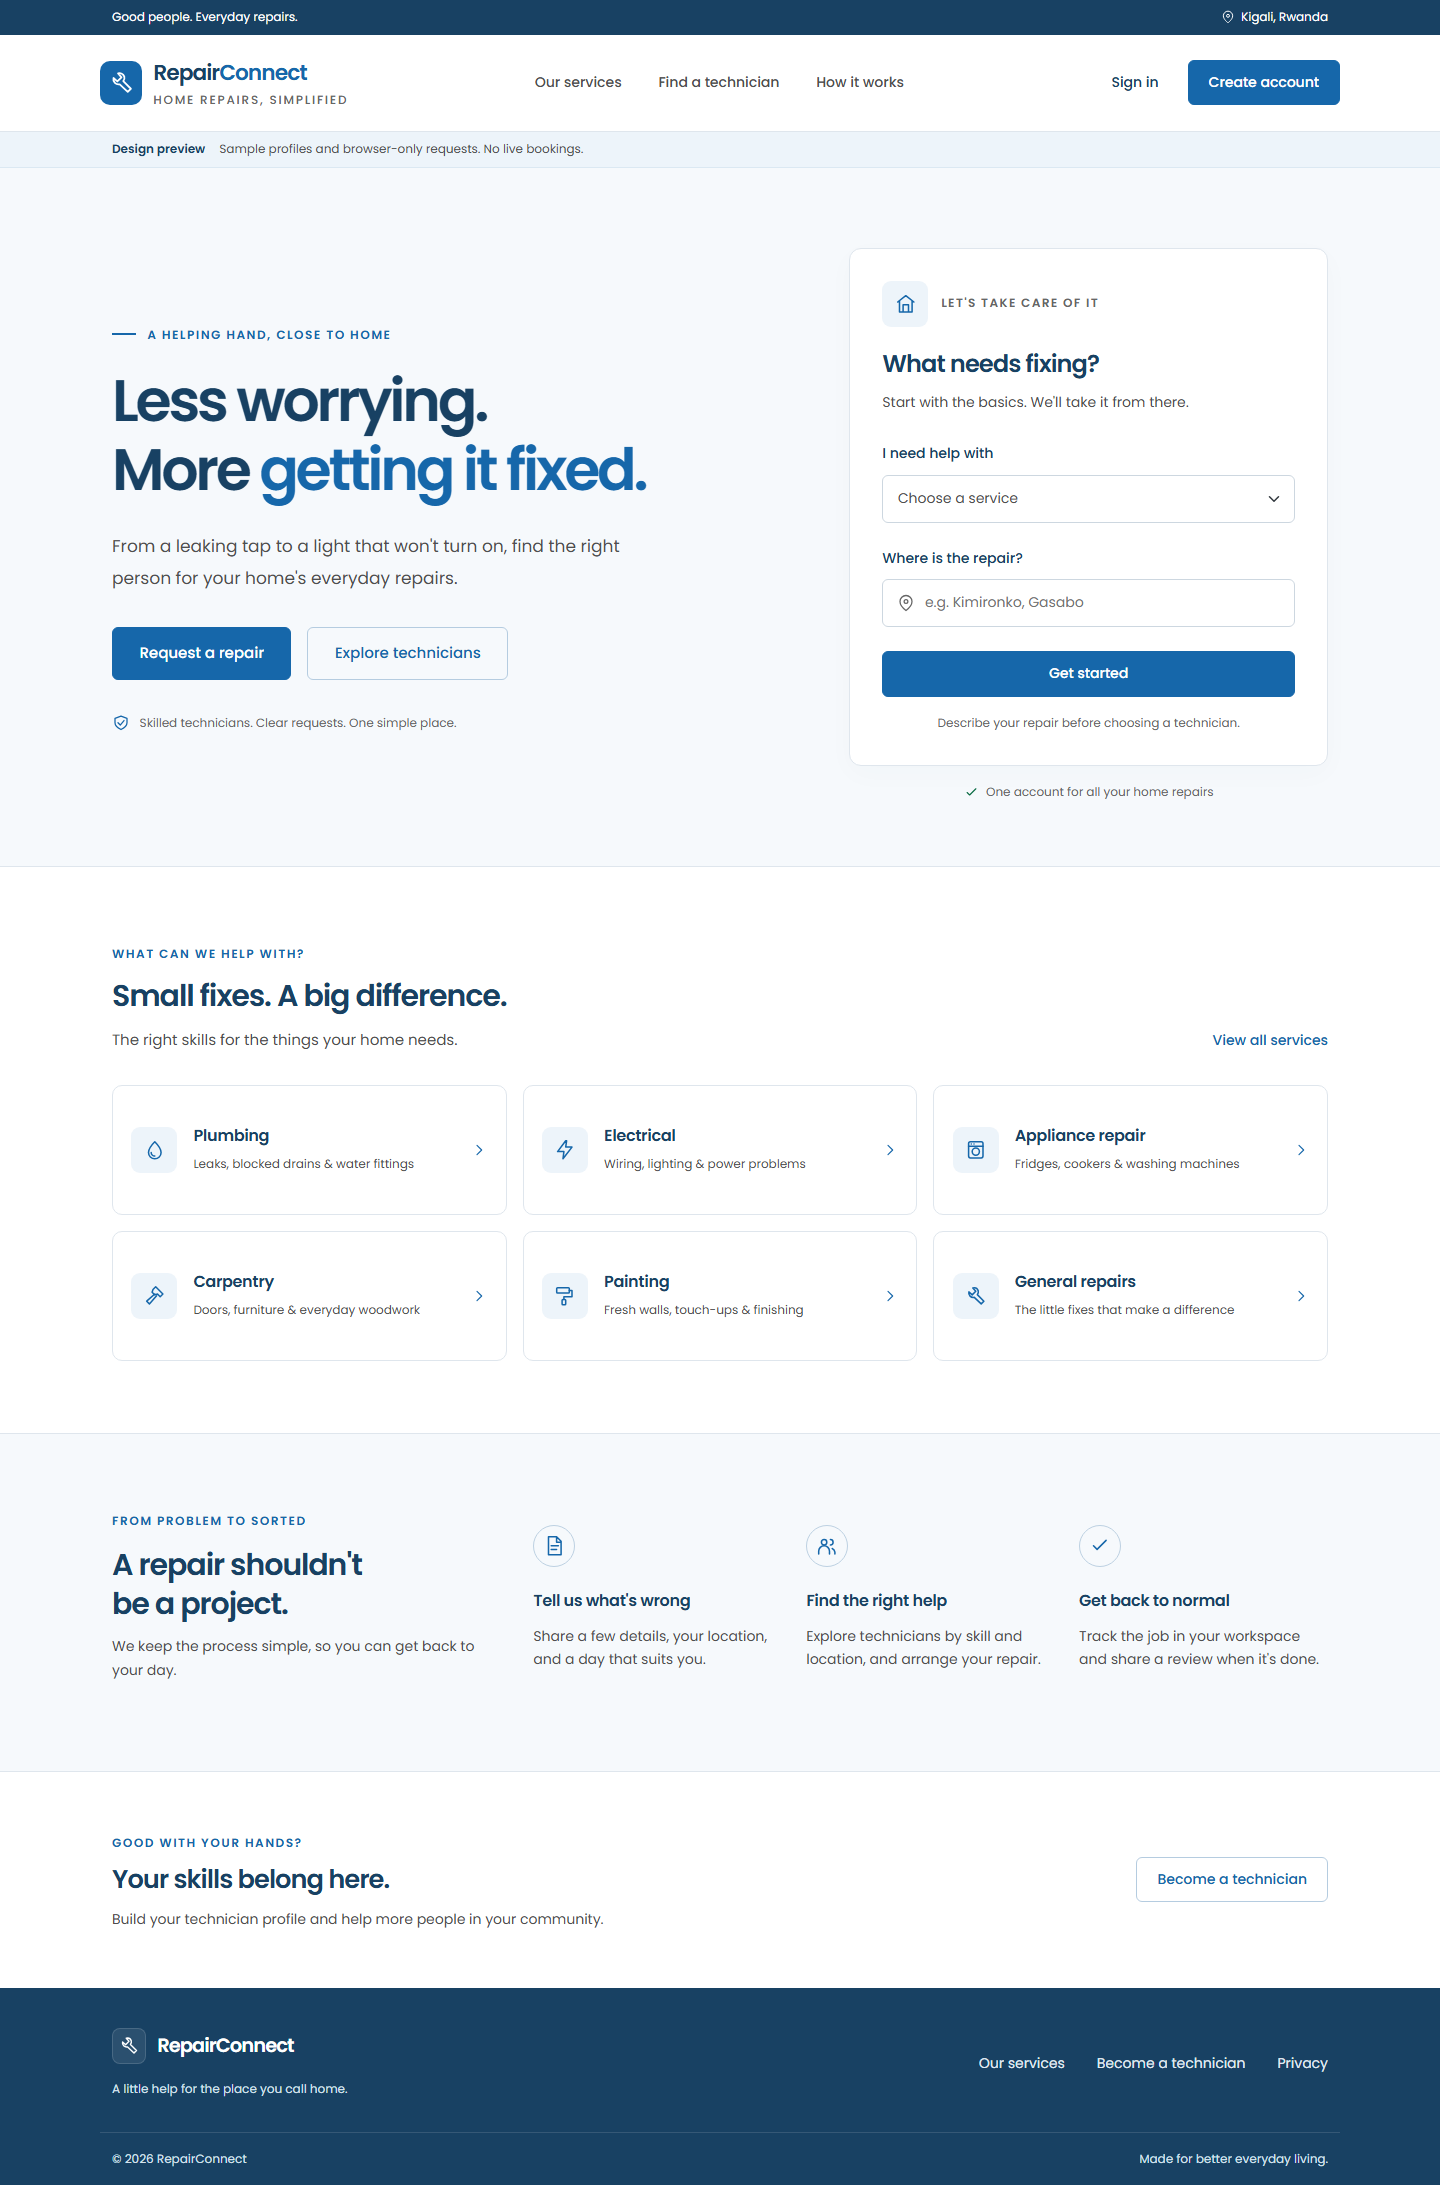 Good people. Everyday repairs.
Kigali, Rwanda
RepairConnect
HOME REPAIRS, SIMPLIFIED
Our services
Find a technician
How it works
Sign in
Create account
Design preview
Sample profiles and browser-only requests. No live bookings.
A HELPING HAND, CLOSE TO HOME
Less worrying.
More getting it fixed.
From a leaking tap to a light that won't turn on, find the right
person for your home's everyday repairs.
Request a repair
Explore technicians
Skilled technicians. Clear requests. One simple place.
LET'S TAKE CARE OF IT
What needs fixing?
Start with the basics. We'll take it from there.
I need help with
Choose a service
Where is the repair?
e.g. Kimironko, Gasabo
Get started
Describe your repair before choosing a technician.
One account for all your home repairs
WHAT CAN WE HELP WITH?
Small fixes. A big difference.
The right skills for the things your home needs.
View all services
Plumbing
Leaks, blocked drains & water fittings
Electrical
Wiring, lighting & power problems
Appliance repair
Fridges, cookers & washing machines
Carpentry
Doors, furniture & everyday woodwork
Painting
Fresh walls, touch-ups & finishing
General repairs
The little fixes that make a difference
FROM PROBLEM TO SORTED
A repair shouldn't
be a project.
We keep the process simple, so you can get back to
your day.
Tell us what's wrong
Share a few details, your location,
and a day that suits you.
Find the right help
Explore technicians by skill and
location, and arrange your repair.
Get back to normal
Track the job in your workspace
and share a review when it's done.
GOOD WITH YOUR HANDS?
Your skills belong here.
Build your technician profile and help more people in your community.
Become a technician
RepairConnect
A little help for the place you call home.
Our services
Become a technician
Privacy
© 2026 RepairConnect
Made for better everyday living.